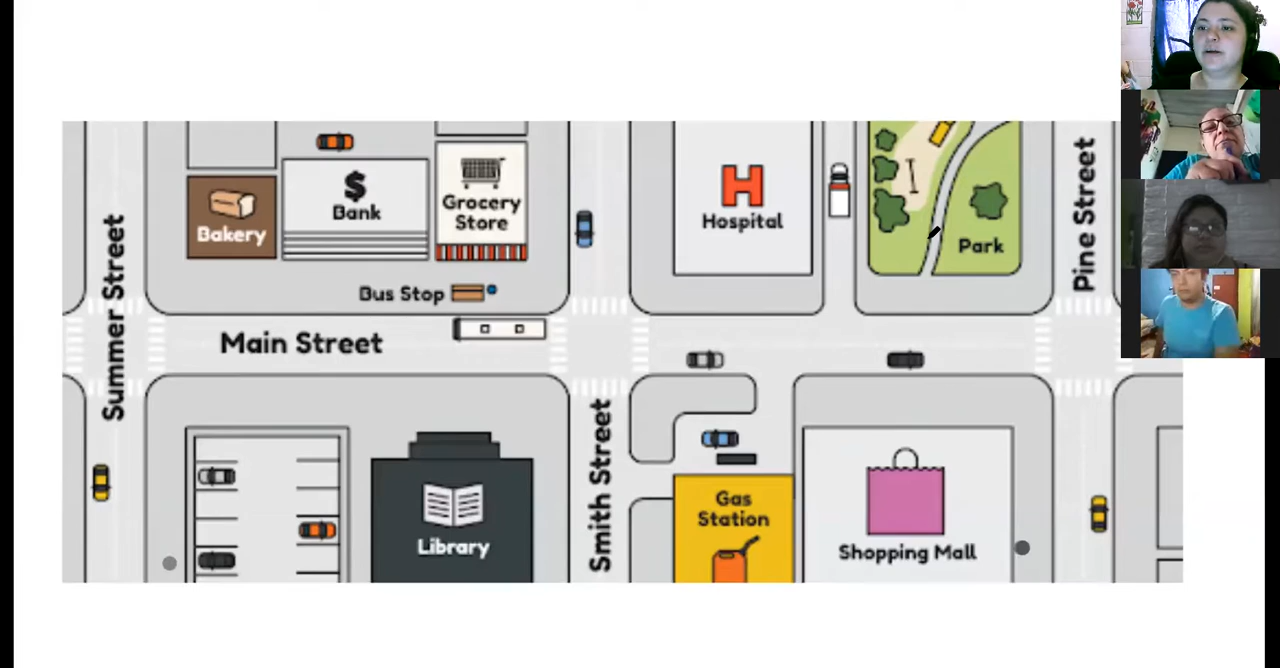 Summer Street
Bakery
$
Bank
Grocery
Store
Bus Stop
Main Street
H
Hospital
Park
Pine Street
Library
Smith Street
Gas
Station
Shopping Mall